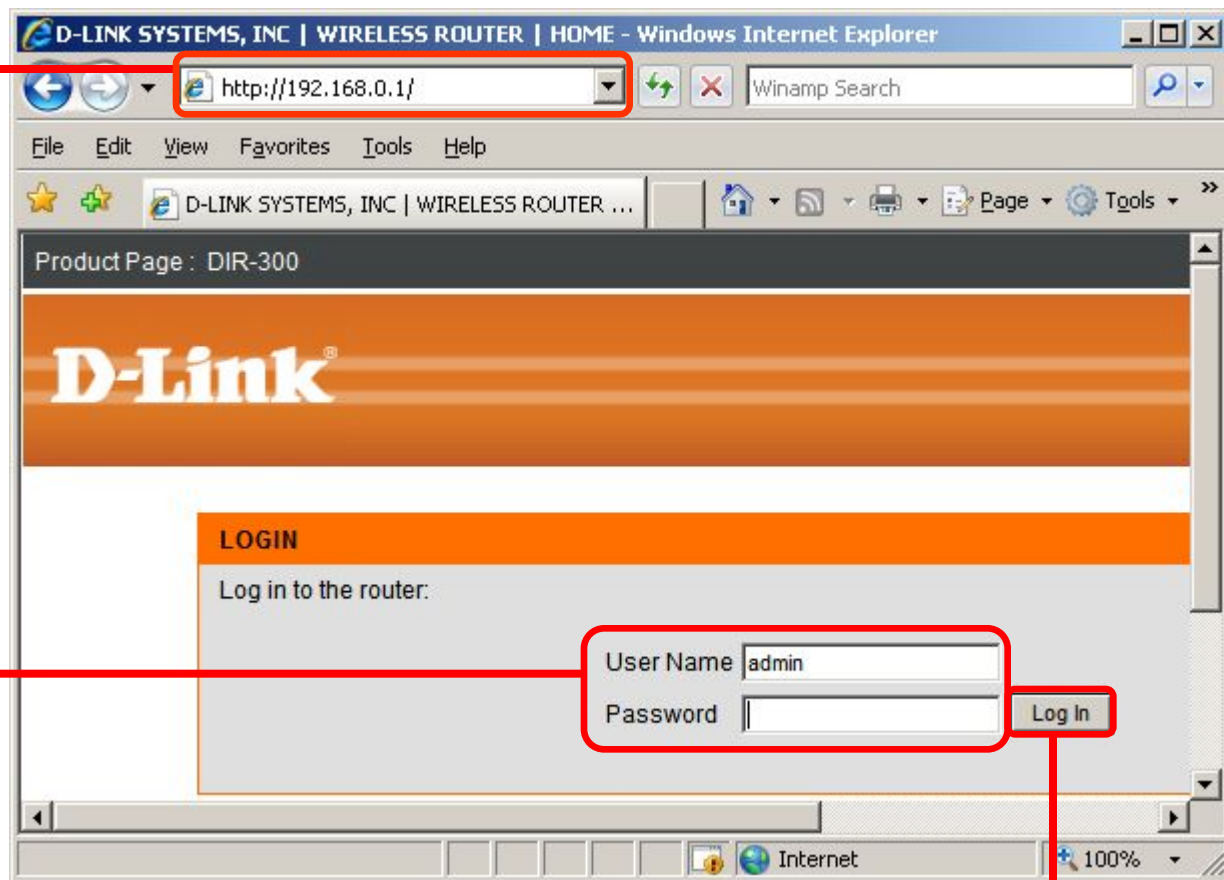 D-LINK SYSTEMS, INC | WIRELESS ROUTER | HOME - Windows Internet Explorer
http://192.168.0.1/ Winamp Search
File Edit View Favorites Tools Help
D-LINK SYSTEMS, INC | WIRELESS ROUTER ... Page Tools »
Product Page : DIR-300
D-Link®
LOGIN
Log in to the router:
User Name admin
Password Log In
Internet 100%